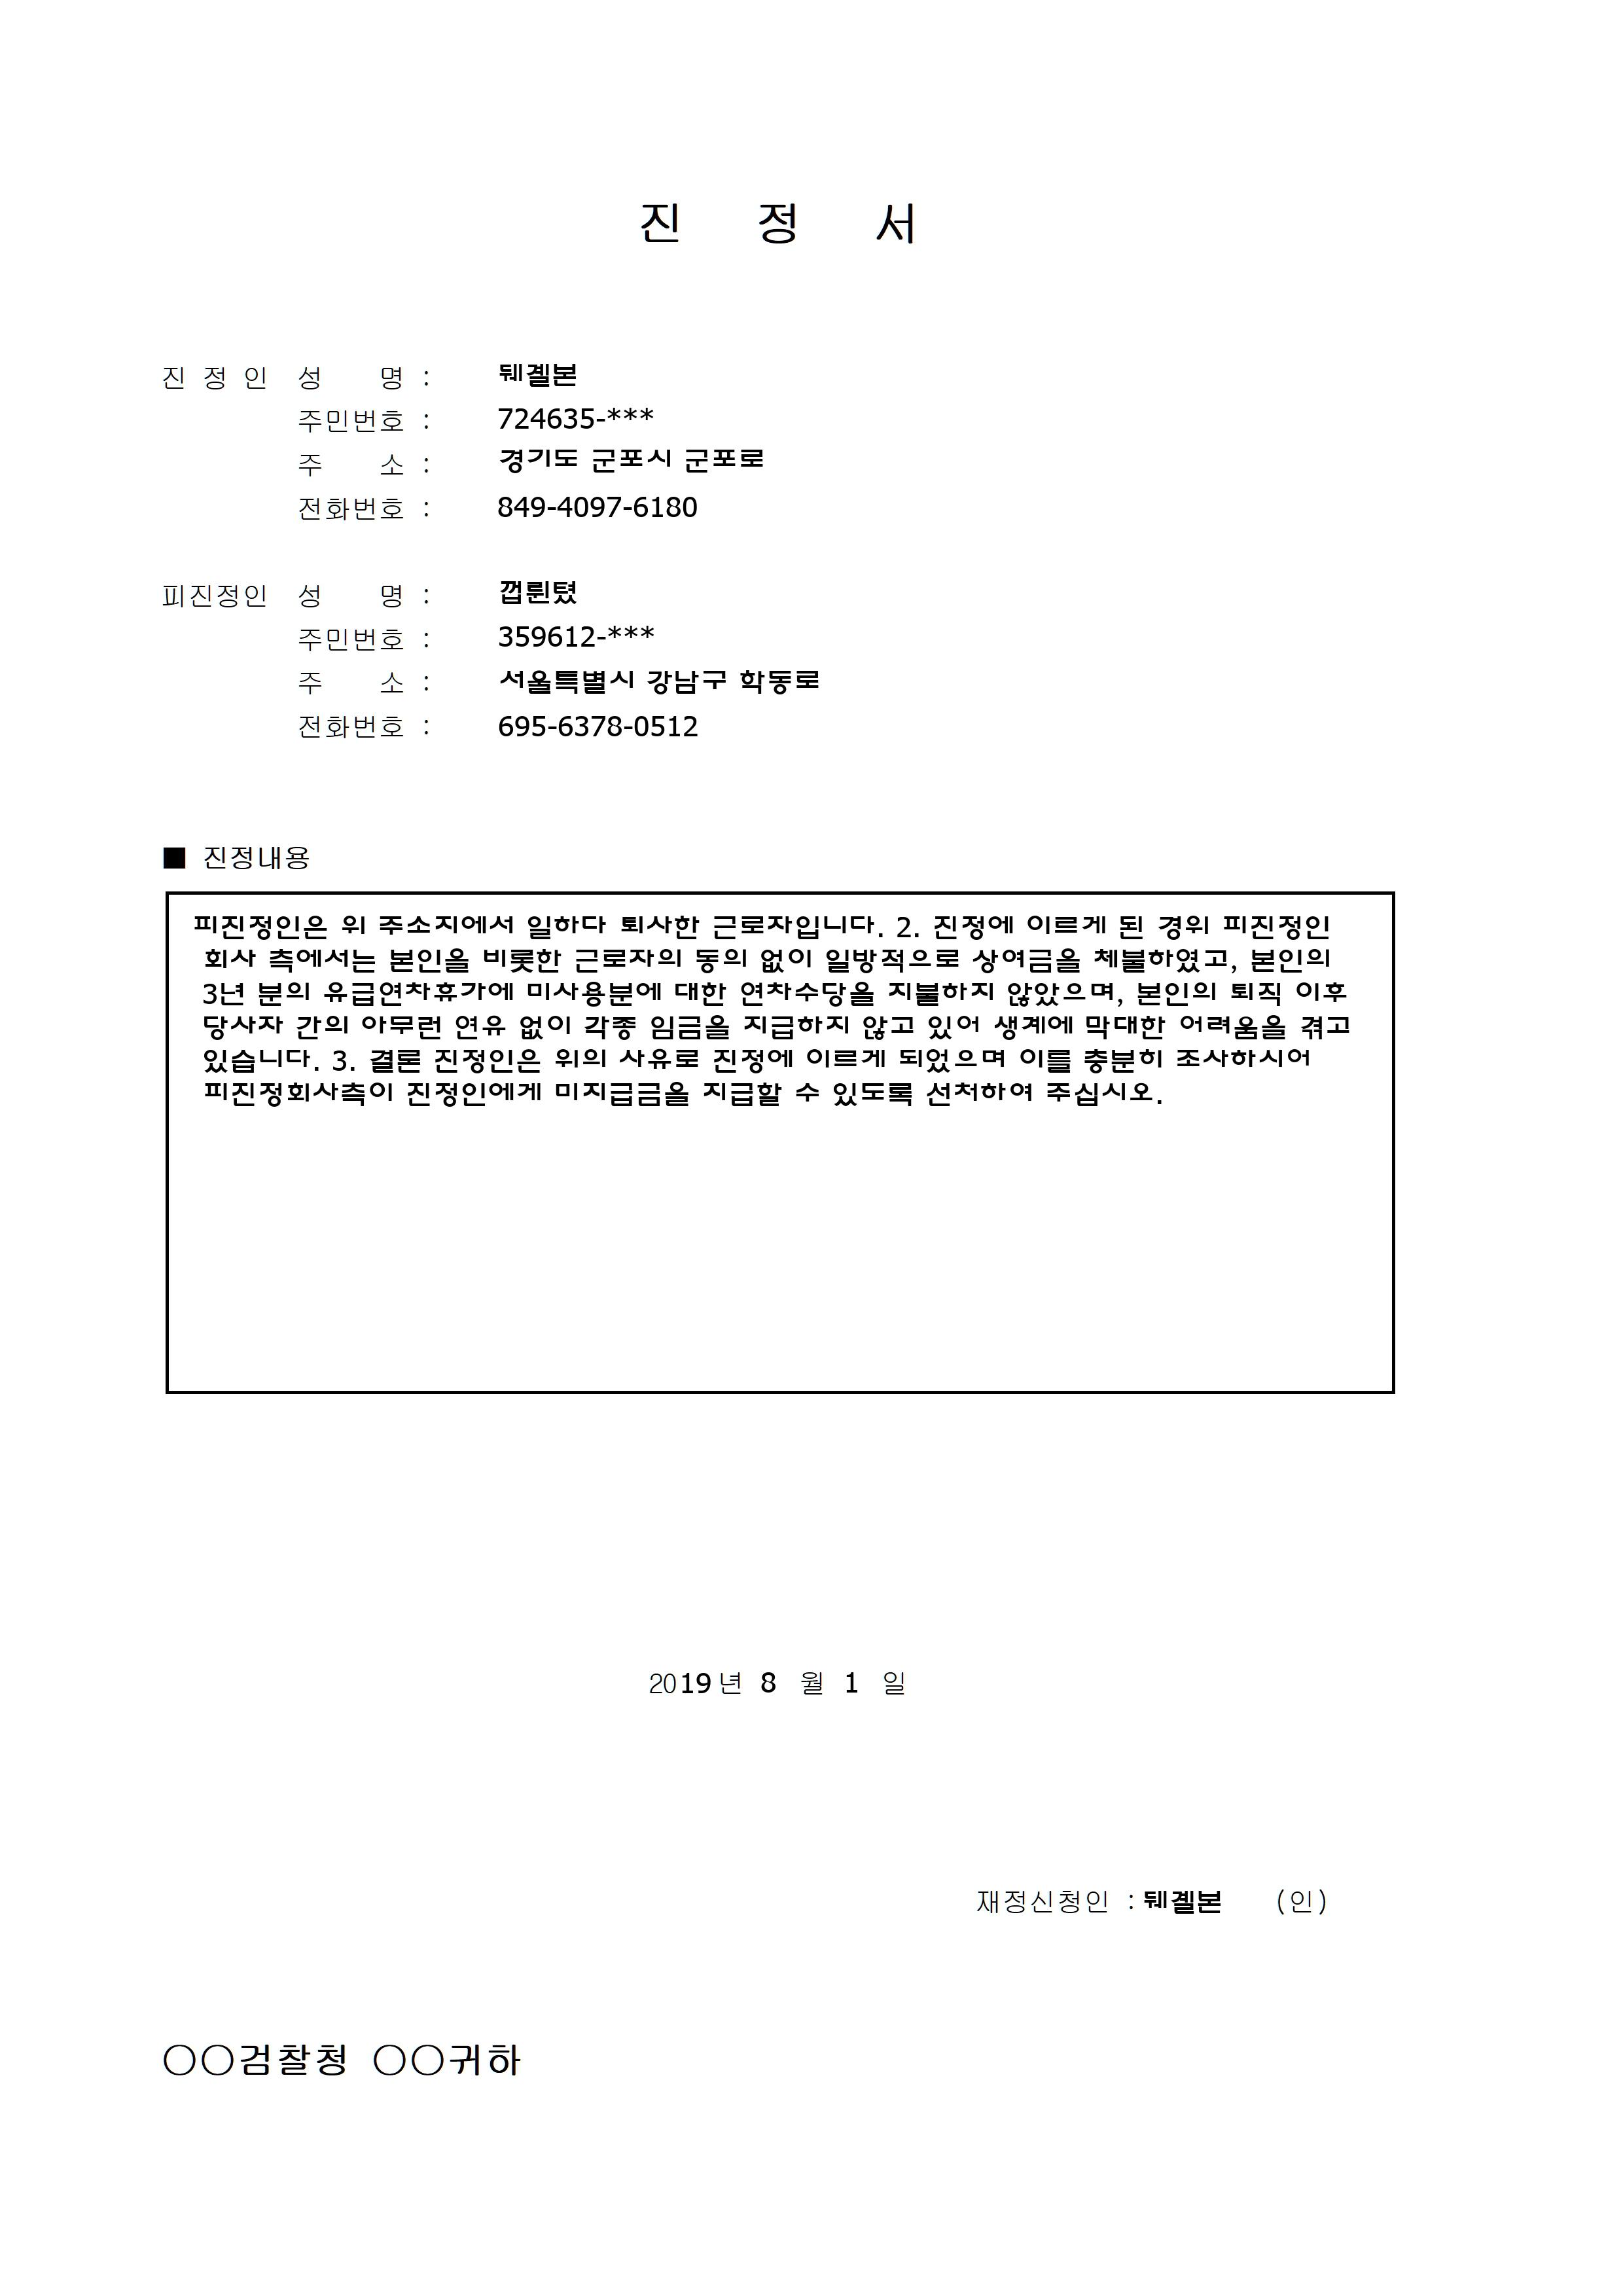 진 정 서
진 정 인 성 명 : 뒈곌본
주민번호 : 724635-***
주 소 : 경기도 군포시 군포로
전화번호 : 849-4097-6180
피진정인 성 명 : 껍륀텼
주민번호 : 359612-***
주 소 : 서울특별시 강남구 학동로
전화번호 : 695-6378-0512
■ 진정내용
피진정인은 위 주소지에서 일하다 퇴사한 근로자입니다. 2. 진정에 이르게 된 경위 피진정인
회사 측에서는 본인을 비롯한 근로자의 동의 없이 일방적으로 상여금을 체불하였고, 본인의
3년 분의 유급연차휴가에 미사용분에 대한 연차수당을 지불하지 않았으며, 본인의 퇴직 이후
당사자 간의 아무런 연유 없이 각종 임금을 지급하지 않고 있어 생계에 막대한 어려움을 겪고
있습니다. 3. 결론 진정인은 위의 사유로 진정에 이르게 되었으며 이를 충분히 조사하시어
피진정회사측이 진정인에게 미지급금을 지급할 수 있도록 선처하여 주십시오.
2019년 8 월 1 일
재정신청인 : 뒈곌본 (인)
○○검찰청 ○○귀하